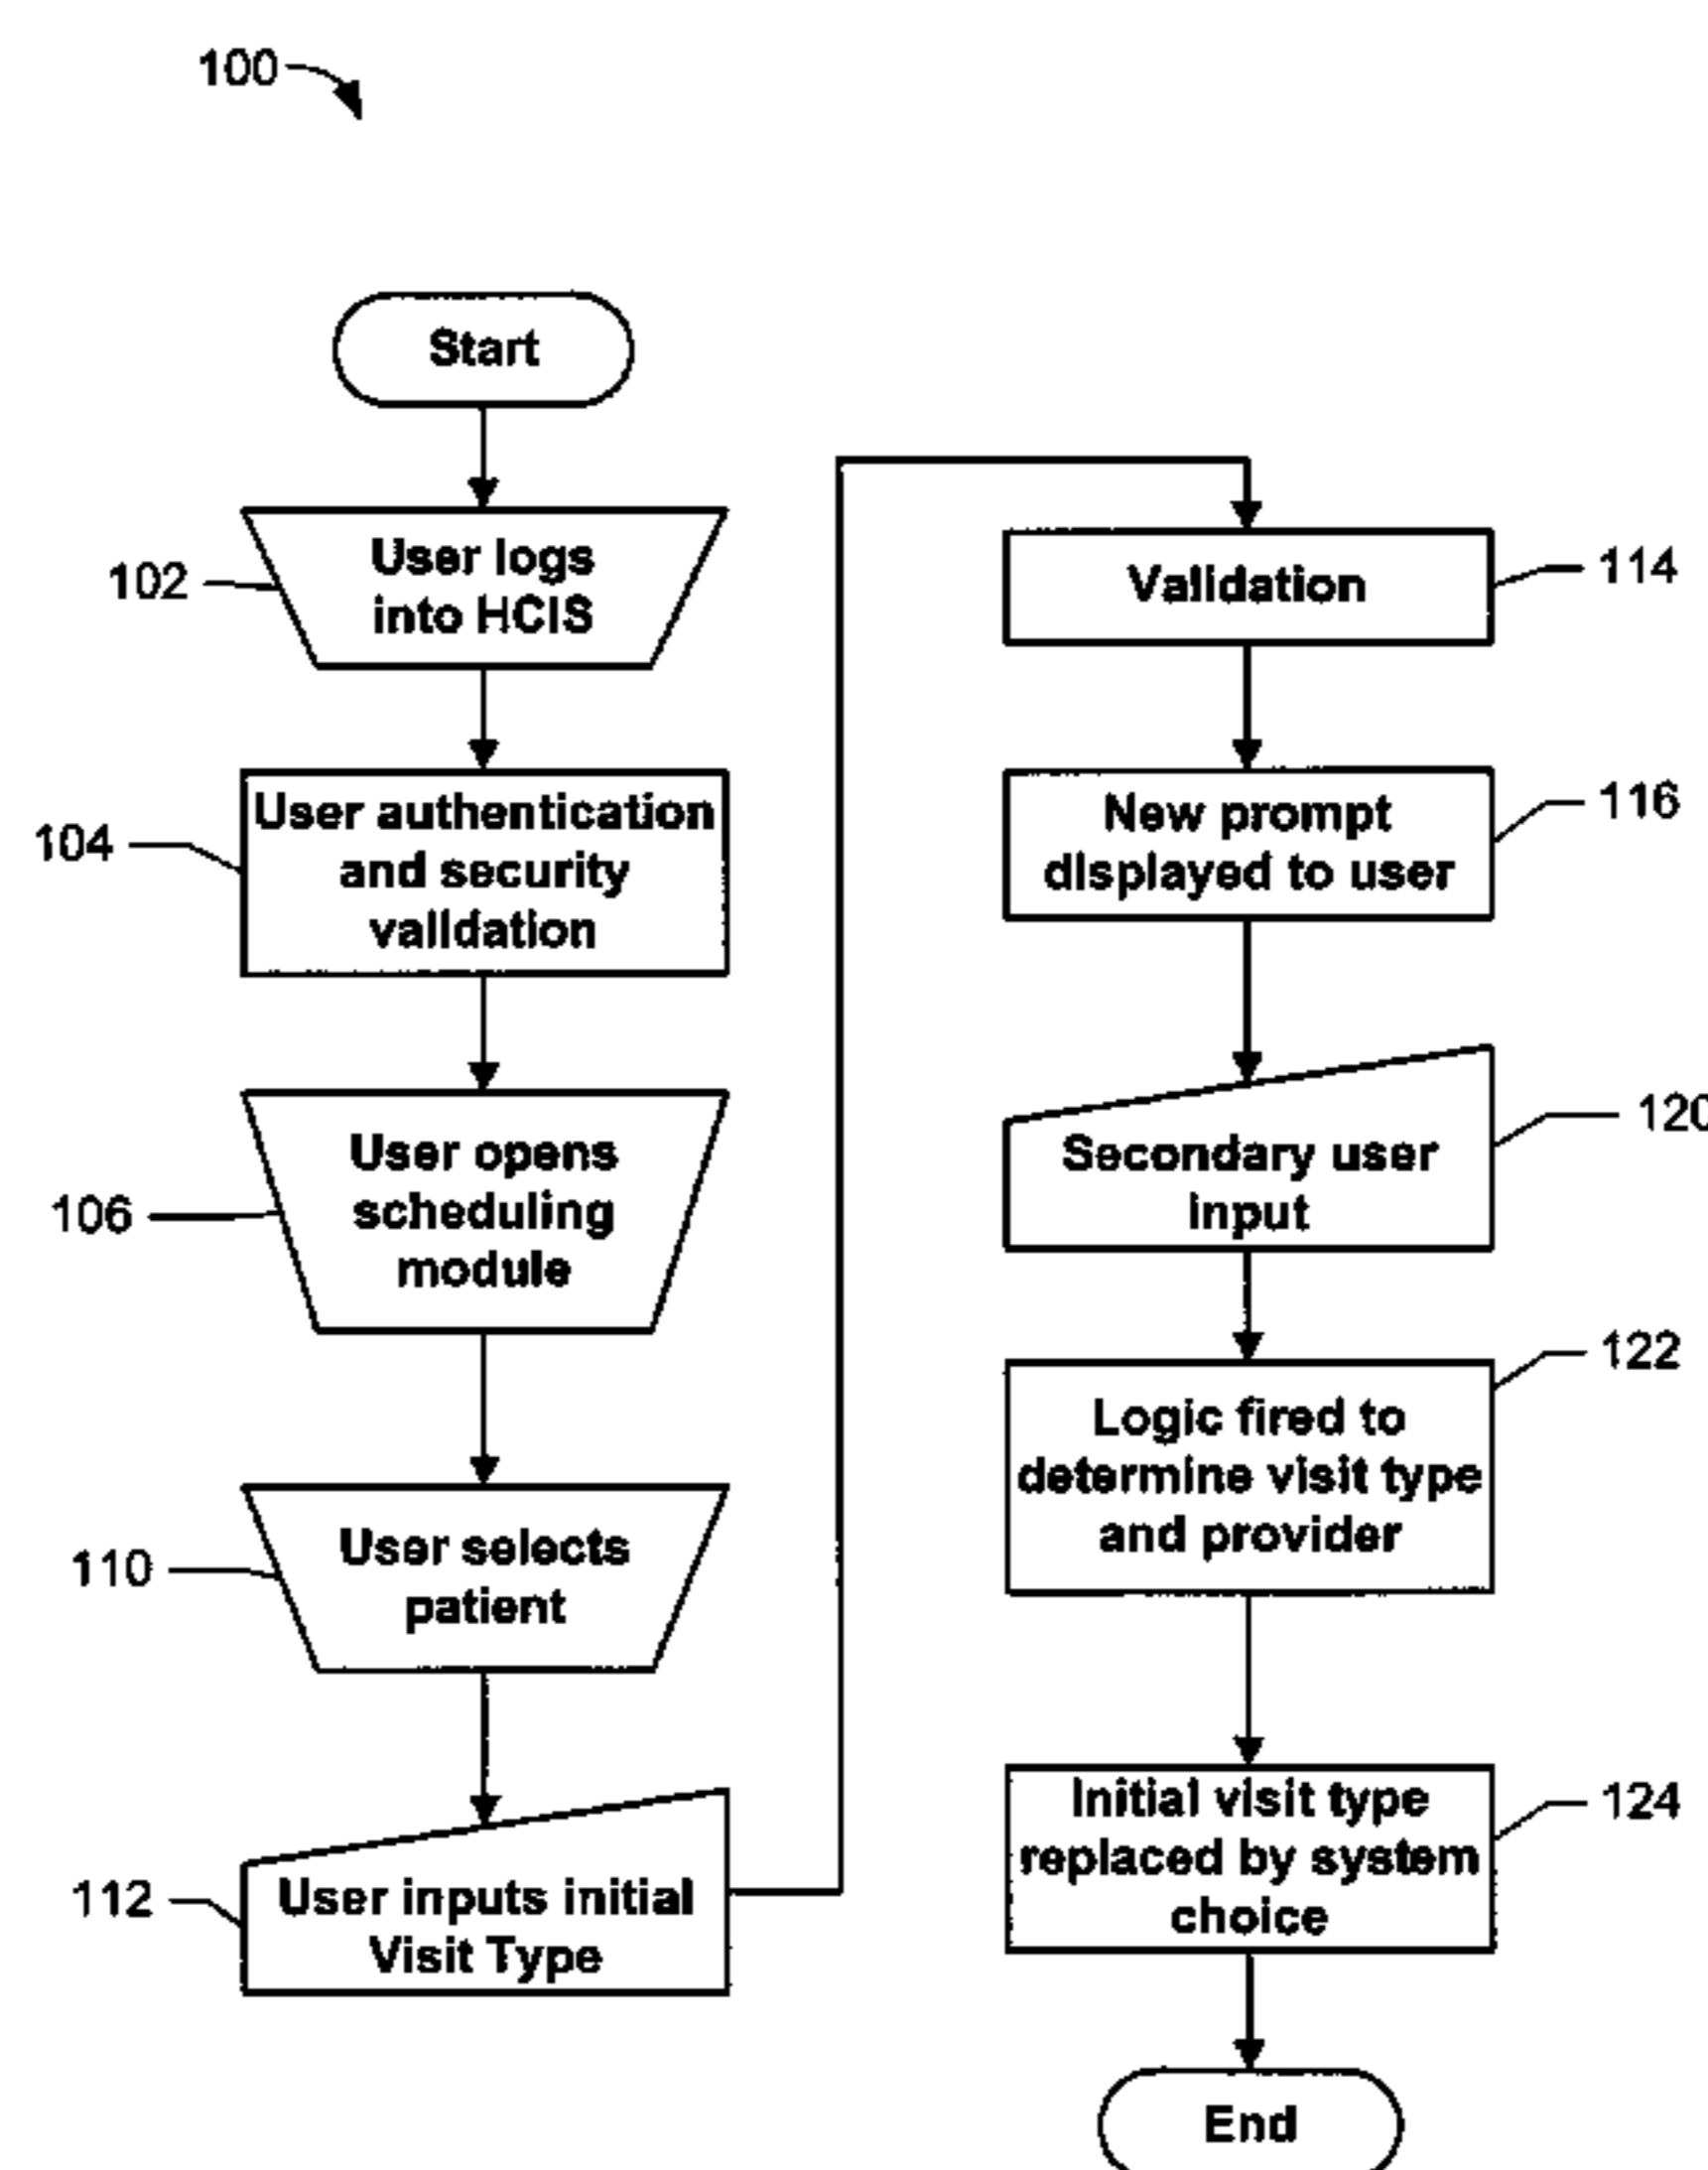 100
Start
102
User logs
into HCIS
104
User authentication
and security
validation
106
User opens
scheduling
module
110
User selects
patient
112
User inputs initial
Visit Type
Validation
114
New prompt
displayed to user
116
Secondary user
input
120
Logic fired to
determine visit type
and provider
122
Initial visit type
replaced by system
choice
124
End